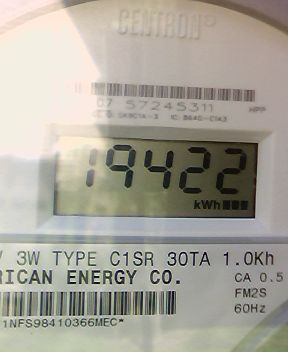 CENTRON®
07 57245311 HPP
19422
kWh
V 3W TYPE C1SR 30TA 1.0Kh
RICAN ENERGY CO.
CA 0.5
FM2S
60Hz
1NFS98410366MEC*